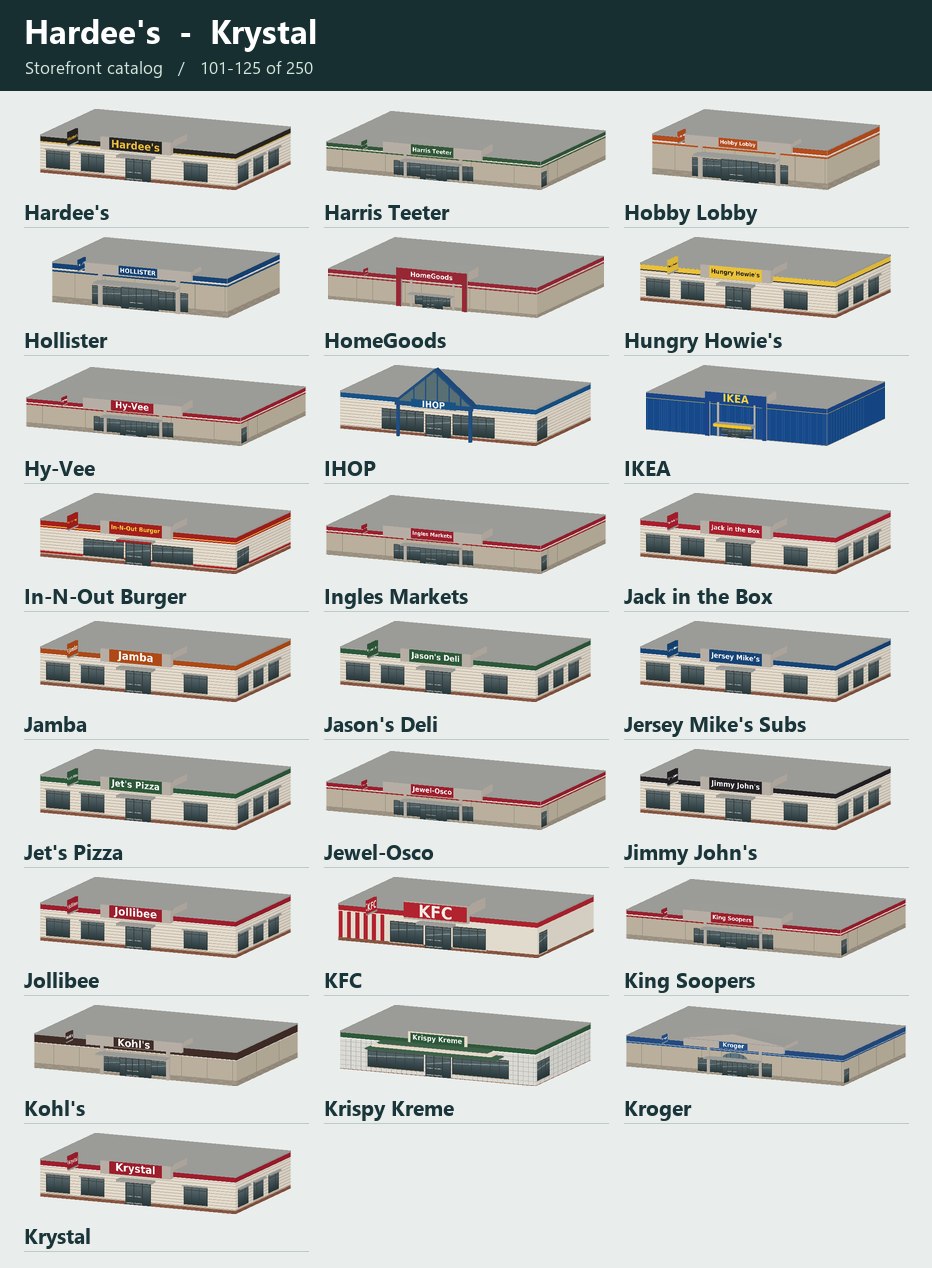 Hardee's - Krystal
Storefront catalog / 101-125 of 250
Hardee's
Harris Teeter
Hobby Lobby
Hardee's
Harris Teeter
Hobby Lobby
HOLLISTER
HomeGoods
Hungry Howie's
Hollister
HomeGoods
Hungry Howie's
Hy-Vee
IHOP
IKEA
Hy-Vee
IHOP
IKEA
In-N-Out Burger
Ingles Markets
Jack in the Box
In-N-Out Burger
Ingles Markets
Jack in the Box
Jamba
Jason's Deli
Jersey Mike's
Jamba
Jason's Deli
Jersey Mike's Subs
Jet's Pizza
Jewel-Osco
Jimmy John's
Jet's Pizza
Jewel-Osco
Jimmy John's
Jollibee
KFC
KFC
King Soopers
Jollibee
KFC
King Soopers
Kohl's
Krispy Kreme
Kroger
Kohl's
Krispy Kreme
Kroger
Krystal
Krystal